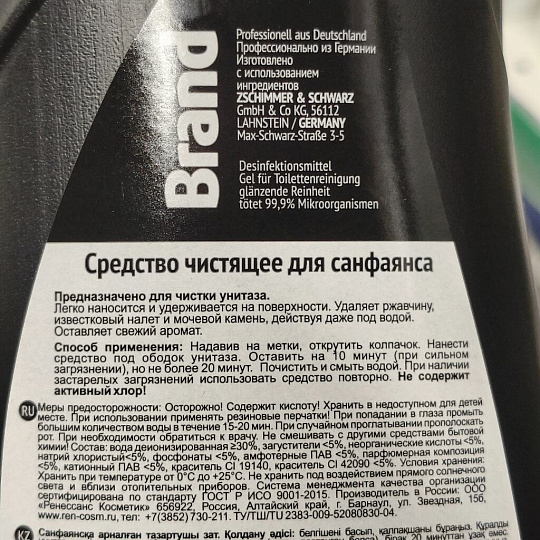 Brand
Professionell aus Deutschland
Профессионально из Германии
Изготовлено
с использованием
ингредиентов
ZSCHIMMER & SCHWARZ
GmbH & Co KG, 56112
LAHNSTEIN / GERMANY
Max-Schwarz-Straße 3-5
Desinfektionsmittel
Gel für Toilettenreinigung
glänzende Reinheit
tötet 99,9% Mikroorganismen
Средство чистящее для санфаянса
Предназначено для чистки унитаза.
Легко наносится и удерживается на поверхности. Удаляет ржавчину,
известковый налет и мочевой камень, действуя даже под водой.
Оставляет свежий аромат.
Способ применения: Надавив на метки, открутить колпачок. Нанести
средство под ободок унитаза. Оставить на 10 минут (при сильном
загрязнении), но не более 20 минут. Почистить и смыть водой. При наличии
застарелых загрязнений использовать средство повторно. Не содержит
активный хлор!
RU Меры предосторожности: Осторожно! Содержит кислоту! Хранить в недоступном для детей
месте. При использовании применять резиновые перчатки! При попадании в глаза промыть
большим количеством воды в течение 15-20 мин. При случайном проглатывании прополоскать
рот. При необходимости обратиться к врачу. Не смешивать с другими средствами бытовой
химии! Состав: вода деионизированная ≥30%, загустители <5%, неорганические кислоты <5%,
натрий хлористый<5%, фосфонаты <5%, амфотерные ПАВ <5%, парфюмерная композиция
<5%, катионный ПАВ <5%, краситель CI 19140, краситель CI 42090 <5%. Условия хранения:
Хранить при температуре от 0°С до +25°С. Не хранить под воздействием прямого солнечного
света и вблизи отопительных приборов. Система менеджмента качества организации
сертифицирована по стандарту ГОСТ Р ИСО 9001-2015. Производитель в России: ООО
«Ренессанс Косметик» 656922, Россия, Алтайский край, г. Барнаул, ул. Звездная, 15б,
www.ren-cosm.ru, тел: +7(3852) 730-211. ТУ/TШ/TU 2383-009-52080830-04.
KZ Санфаянсқа арналған тазартушы зат. Қолдану әдісі: белгішені басып, қалпақшаны бұраңыз. Құралды